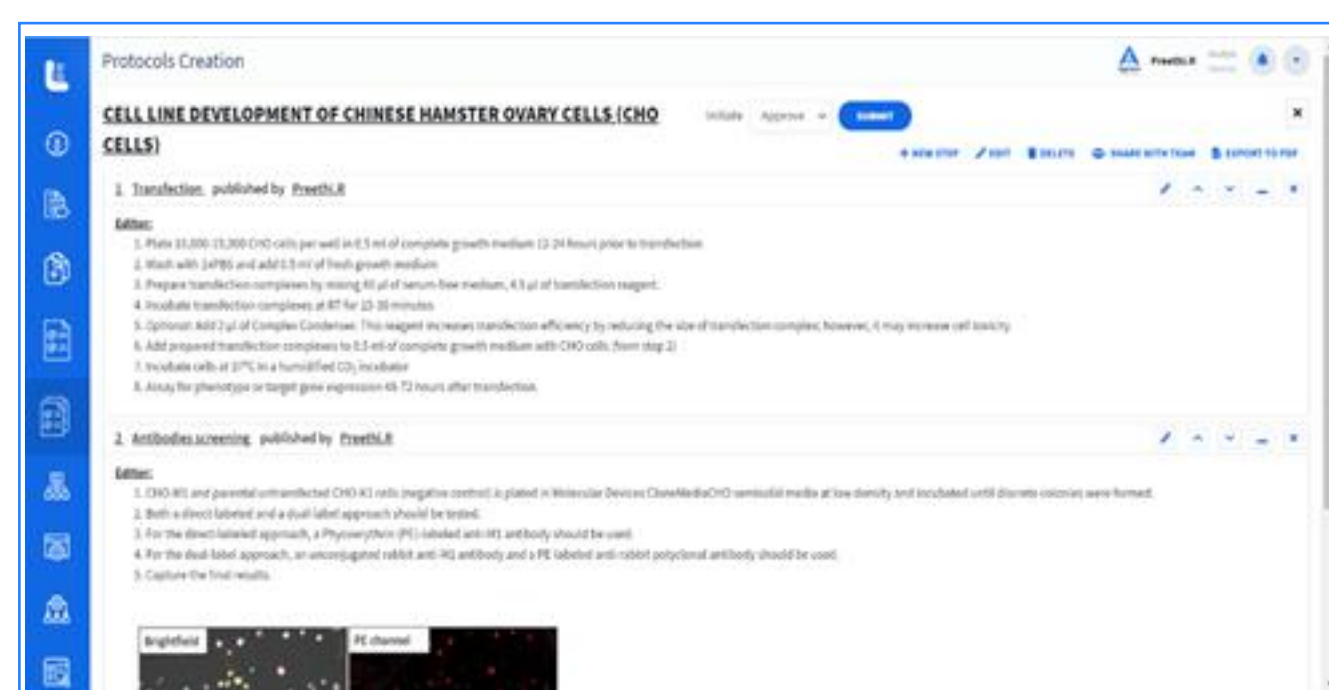 Protocols Creation
Preethi.R
CELL LINE DEVELOPMENT OF CHINESE HAMSTER OVARY CELLS (CHO
CELLS)
Initiate Approve SUBMIT
+ NEW STEP EDIT DELETE SHARE WITH TEAM EXPORT TO PDF
1 Transfection published by Preethi.R
Editor:
1. Plate 10,000-15,000 CHO cells per well in 0.5 ml of complete growth medium 12-24 hours prior to transfection
2. Wash with 1xPBS and add 0.5 ml of fresh growth medium
3. Prepare transfection complexes by mixing 40 µl of serum-free medium, 4.5 µl of transfection reagent.
4. Incubate transfection complexes at RT for 15-30 minutes
5. Optional: Add 2 µl of Complex Condenser. This reagent increases transfection efficiency by reducing the size of transfection complex; however, it may increase cell toxicity.
6. Add prepared transfection complexes to 0.5 ml of complete growth medium with CHO cells (from step 2)
7. Incubate cells at 37°C in a humidified CO₂ incubator
8. Assay for phenotype or target gene expression 48-72 hours after transfection.
2 Antibodies screening published by Preethi.R
Editor:
1. CHO-M1 and parental untransfected CHO-K1 cells (negative control) is plated in Molecular Devices CloneMediaCHO semisolid media at low density and incubated until discrete colonies were formed.
2. Both a direct labeled and a dual-label approach should be tested.
3. For the direct-labeled approach, a Phycoerythrin (PE)-labeled anti-M1 antibody should be used.
4. For the dual-label approach, an unconjugated rabbit anti-M1 antibody and a PE labeled anti-rabbit polyclonal antibody should be used.
5. Capture the final results.
Brightfield PE channel